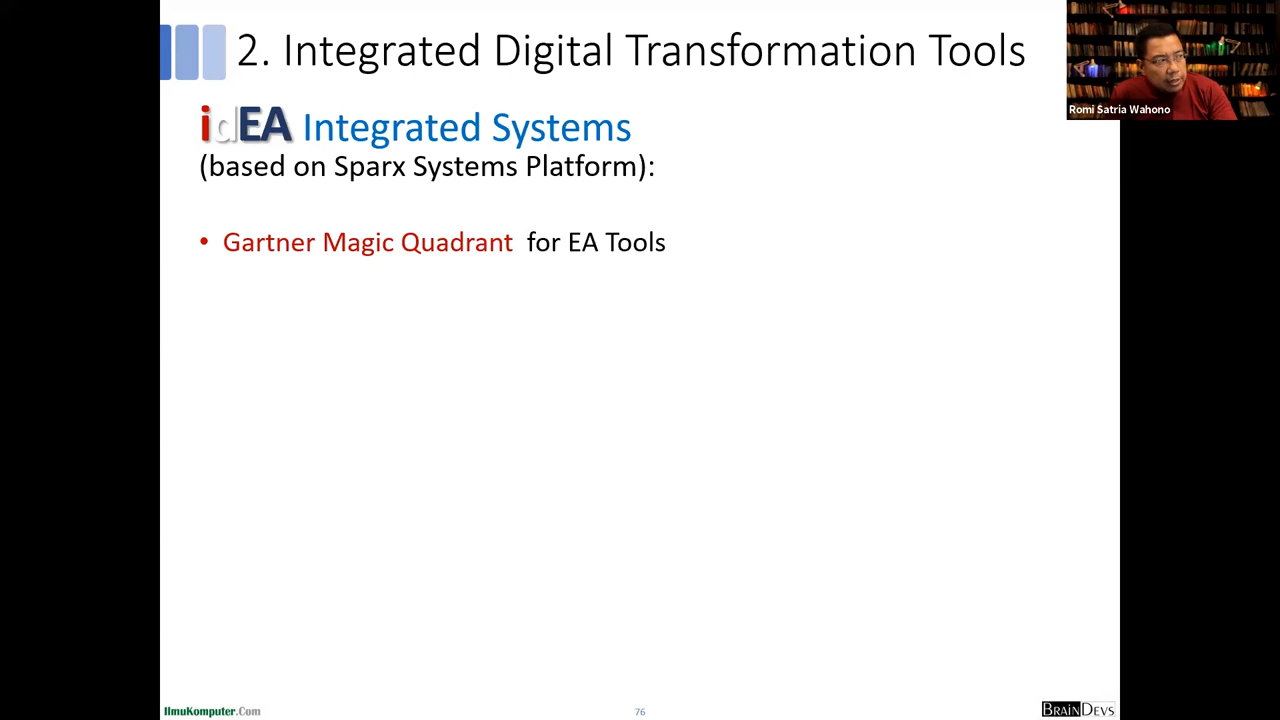 2. Integrated Digital Transformation Tools
Romi Satria Wahono
idEA Integrated Systems
(based on Sparx Systems Platform):
• Gartner Magic Quadrant for EA Tools
IlmuKomputer.Com
76
BRAINDEVS